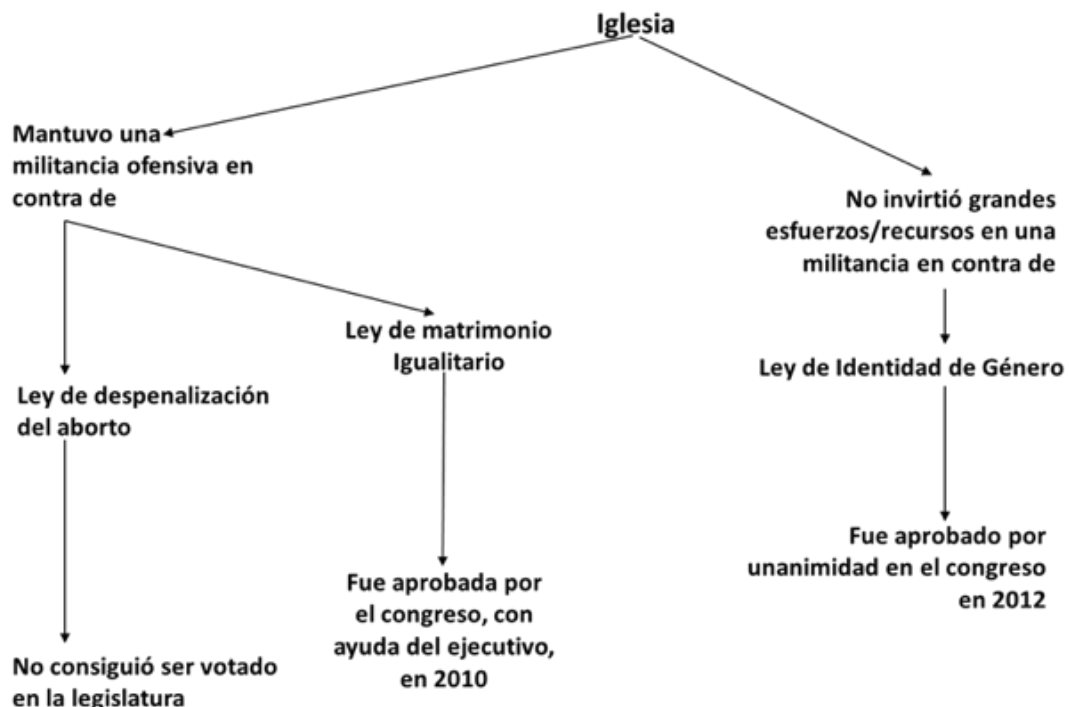 Iglesia
Mantuvo una
militancia ofensiva en
contra de
No invirtió grandes
esfuerzos/recursos en una
militancia en contra de
Ley de matrimonio
Igualitario
Ley de Identidad de Género
Ley de despenalización
del aborto
Fue aprobado por
unanimidad en el congreso
en 2012
Fue aprobada por
el congreso, con
ayuda del ejecutivo,
en 2010
No consiguió ser votado
en la legislatura